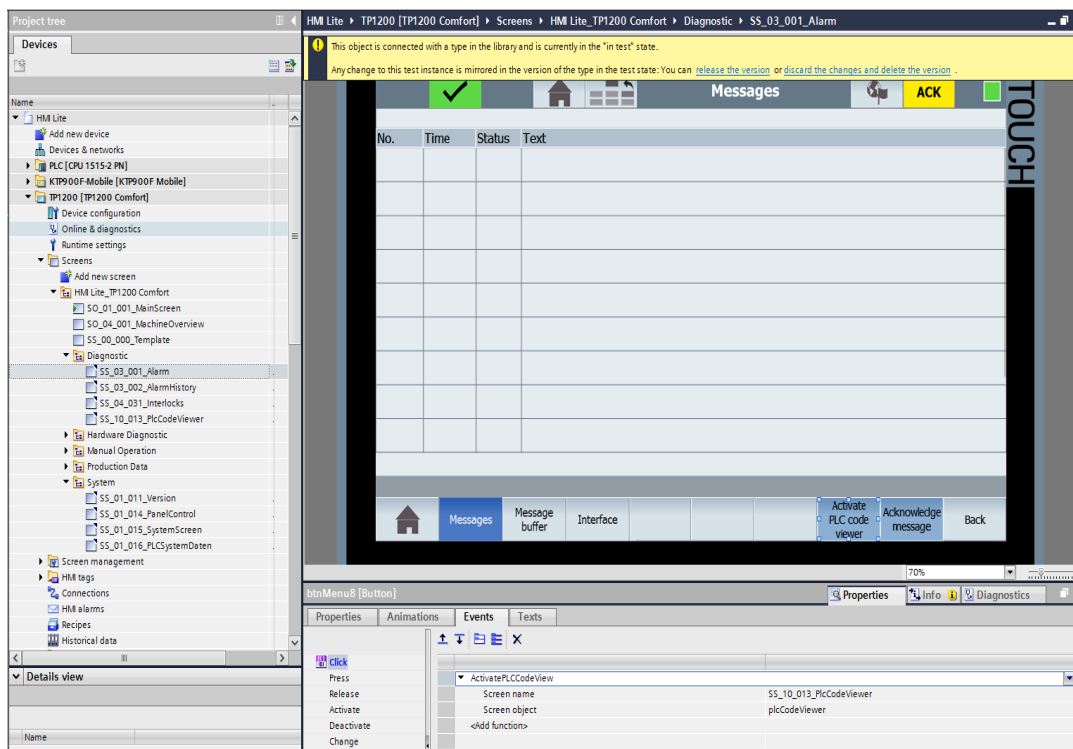 Project tree
Devices
Name
..
HMI Lite
Add new device
Devices & networks
PLC [CPU 1515-2 PN]
KTP900F-Mobile [KTP900F Mobile]
TP1200 [TP1200 Comfort]
Device configuration
Online & diagnostics
Runtime settings
Screens
Add new screen
HMI Lite_TP1200 Comfort
SO_01_001_MainScreen
SO_04_001_MachineOverview
SS_00_000_Template
Diagnostic
SS_03_001_Alarm
SS_03_002_AlarmHistory
SS_04_031_Interlocks
SS_10_013_PlcCodeViewer
Hardware Diagnostic
Manual Operation
Production Data
System
SS_01_011_Version
SS_01_014_PanelControl
SS_01_015_SystemScreen
SS_01_016_PLCSystemDaten
Screen management
HMI tags
Connections
HMI alarms
Recipes
Historical data
Details view
Name
HMI Lite TP1200 [TP1200 Comfort] Screens HMI Lite_TP1200 Comfort Diagnostic SS_03_001_Alarm
This object is connected with a type in the library and is currently in the "in test" state.
Any change to this test instance is mirrored in the version of the type in the test state: You can release the version or discard the changes and delete the version .
Messages
ACK
TOUCH
No. Time Status Text
Messages
Message
buffer
Interface
Activate
PLC code
viewer
Acknowledge
message
Back
70%
btnMenu8 [Button]
Properties
Info
Diagnostics
Properties Animations Events Texts
Click
Press
Release
Activate
Deactivate
Change
ActivatePLCCodeView
Screen name SS_10_013_PlcCodeViewer
Screen object plcCodeViewer
<Add function>